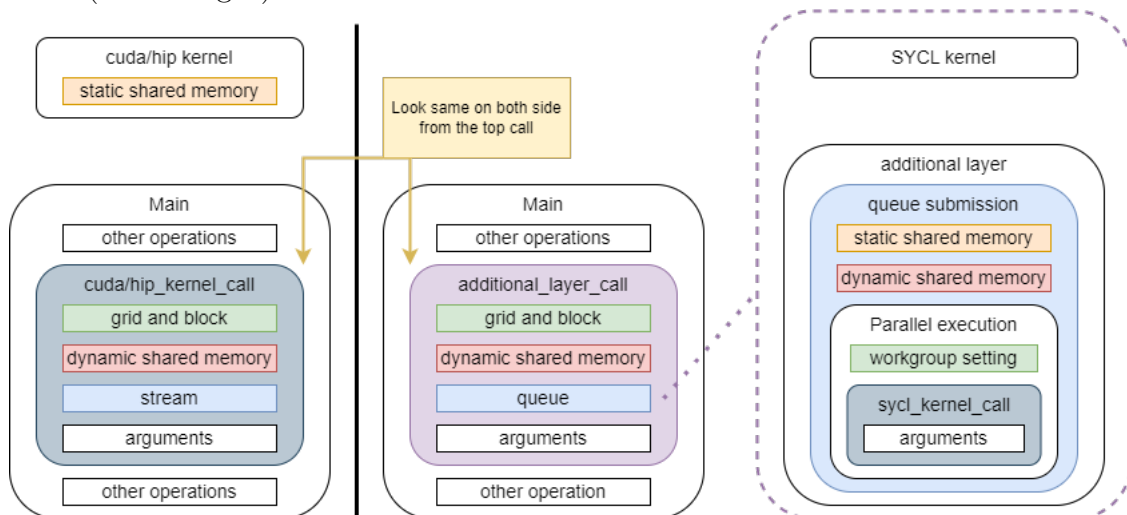 cuda/hip kernel
static shared memory
Look same on both side
from the top call
Main
other operations
cuda/hip_kernel_call
grid and block
dynamic shared memory
stream
arguments
other operations
Main
other operations
additional_layer_call
grid and block
dynamic shared memory
queue
arguments
other operation
SYCL kernel
additional layer
queue submission
static shared memory
dynamic shared memory
Parallel execution
workgroup setting
sycl_kernel_call
arguments